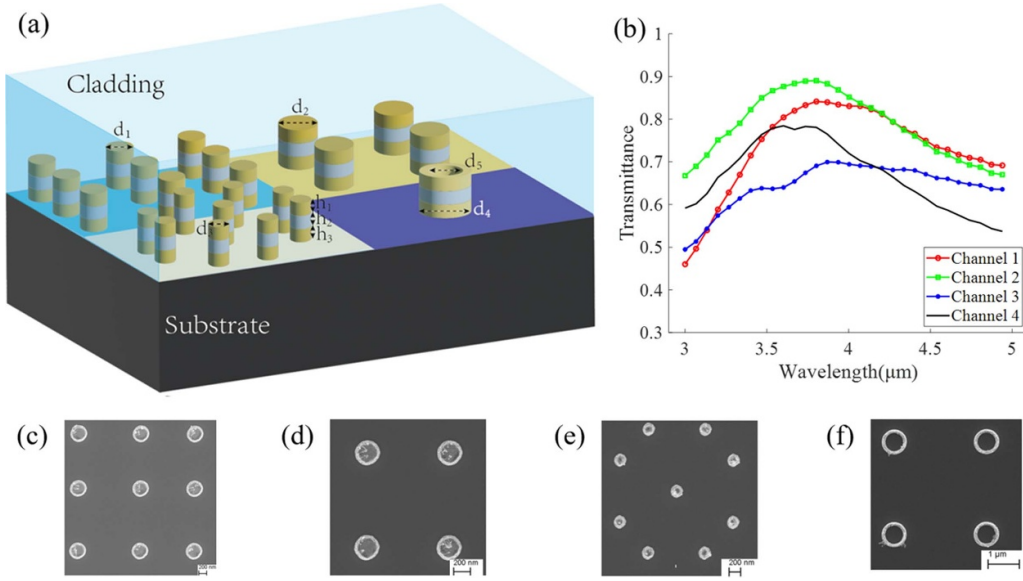 (a)
Cladding
d₁
d₂
d₅
d₄
d
h₁
h₂
h₃
Substrate
(b)
1
0.9
0.8
0.7
0.6
0.5
0.4
0.3
Transmittance
Channel 1
Channel 2
Channel 3
Channel 4
3
3.5
4
4.5
5
Wavelength(μm)
(c)
200 nm
(d)
200 nm
(e)
200 nm
(f)
1 μm